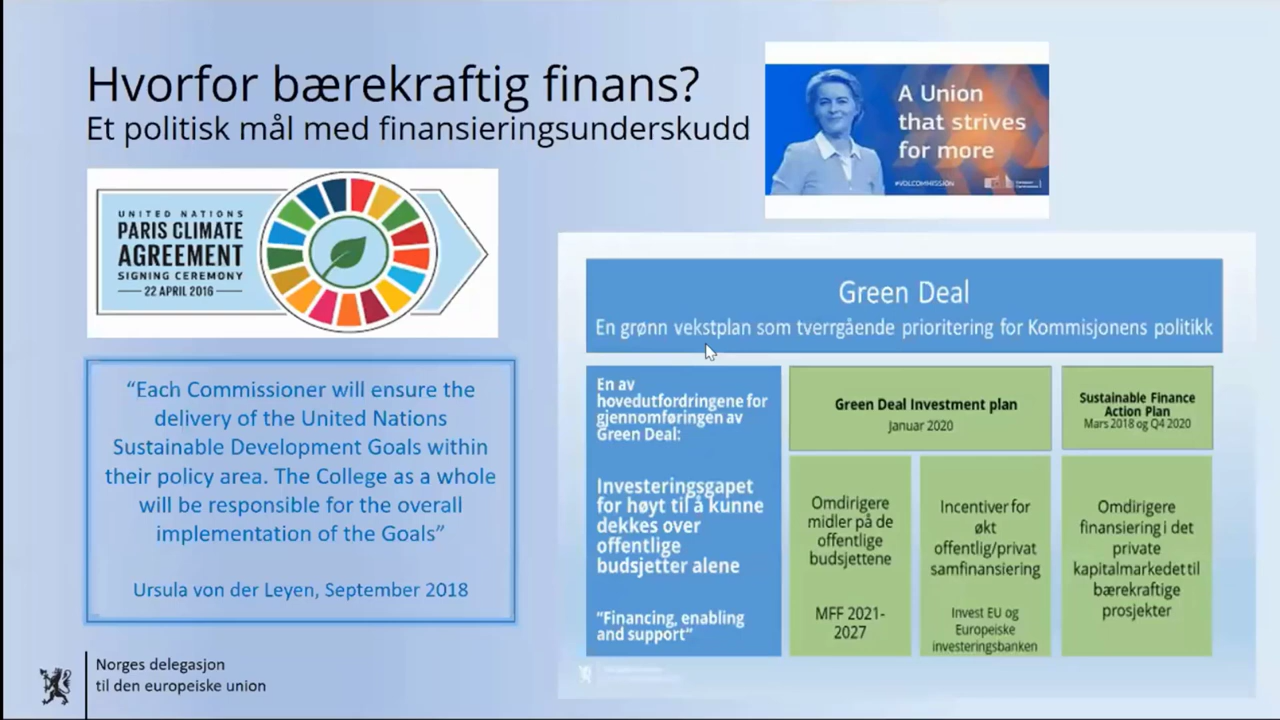 Hvorfor bærekraftig finans?
Et politisk mål med finansieringsunderskudd
A Union
that strives
for more
#VDLCOMMISSION
UNITED NATIONS
PARIS CLIMATE
AGREEMENT
SIGNING CEREMONY
22 APRIL 2016
“Each Commissioner will ensure the
delivery of the United Nations
Sustainable Development Goals within
their policy area. The College as a whole
will be responsible for the overall
implementation of the Goals”
Ursula von der Leyen, September 2018
Green Deal
En grønn vekstplan som tverrgående prioritering for Kommisjonens politikk
En av
hovedutfordringene for
gjennomføringen av
Green Deal:
Investeringsgapet
for høyt til å kunne
dekkes over
offentlige
budsjetter alene
"Financing, enabling
and support"
Green Deal Investment plan
Januar 2020
Omdirigere
midler på de
offentlige
budsjettene
MFF 2021-
2027
Incentiver for
økt
offentlig/privat
samfinansiering
Invest EU og
Europeiske
investeringsbanken
Sustainable Finance
Action Plan
Mars 2018 og Q4 2020
Omdirigere
finansiering i det
private
kapitalmarkedet til
bærekraftige
prosjekter
Norges delegasjon
til den europeiske union